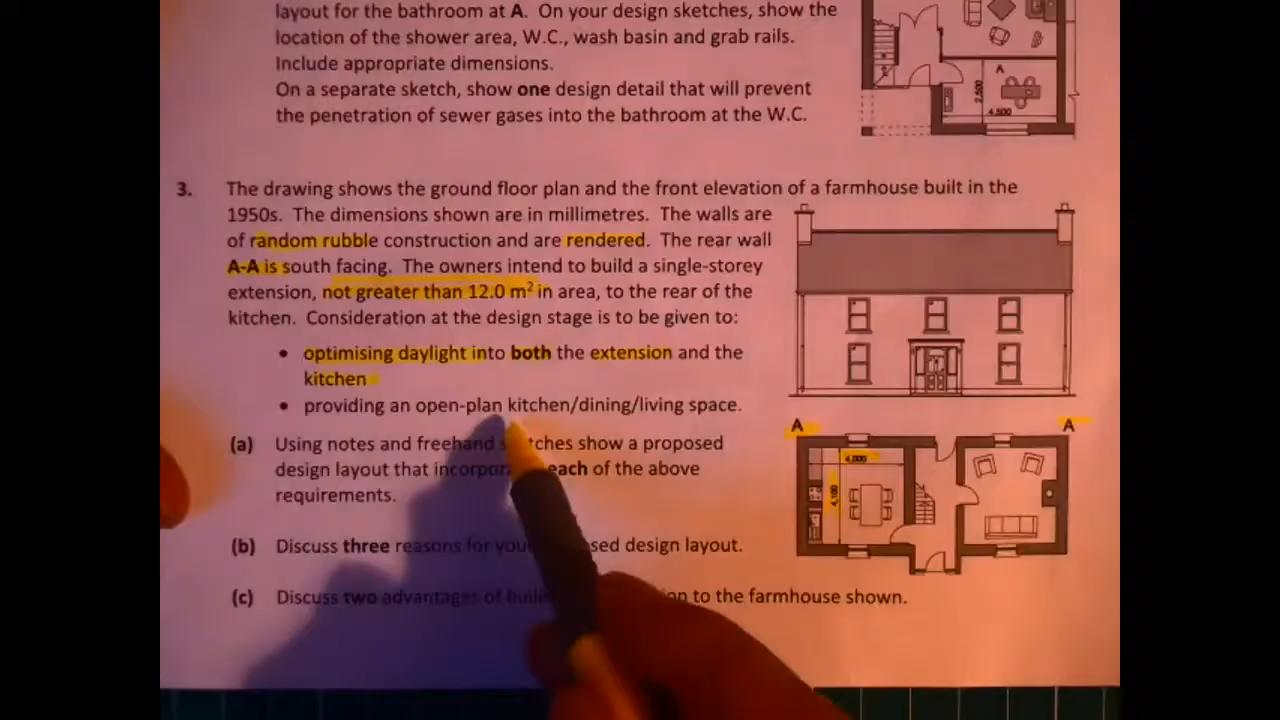 layout for the bathroom at A. On your design sketches, show the
location of the shower area, W.C., wash basin and grab rails.
Include appropriate dimensions.
On a separate sketch, show one design detail that will prevent
the penetration of sewer gases into the bathroom at the W.C.
A
2,500
4,500
3. The drawing shows the ground floor plan and the front elevation of a farmhouse built in the
1950s. The dimensions shown are in millimetres. The walls are
of random rubble construction and are rendered. The rear wall
A-A is south facing. The owners intend to build a single-storey
extension, not greater than 12.0 m² in area, to the rear of the
kitchen. Consideration at the design stage is to be given to:
• optimising daylight into both the extension and the
kitchen
• providing an open-plan kitchen/dining/living space.
A A
4,000
4,100
(a) Using notes and freehand sketches show a proposed
design layout that each of the above
requirements.
(b) Discuss three reasons for design layout.
(c) Discuss two advantages of to the farmhouse shown.